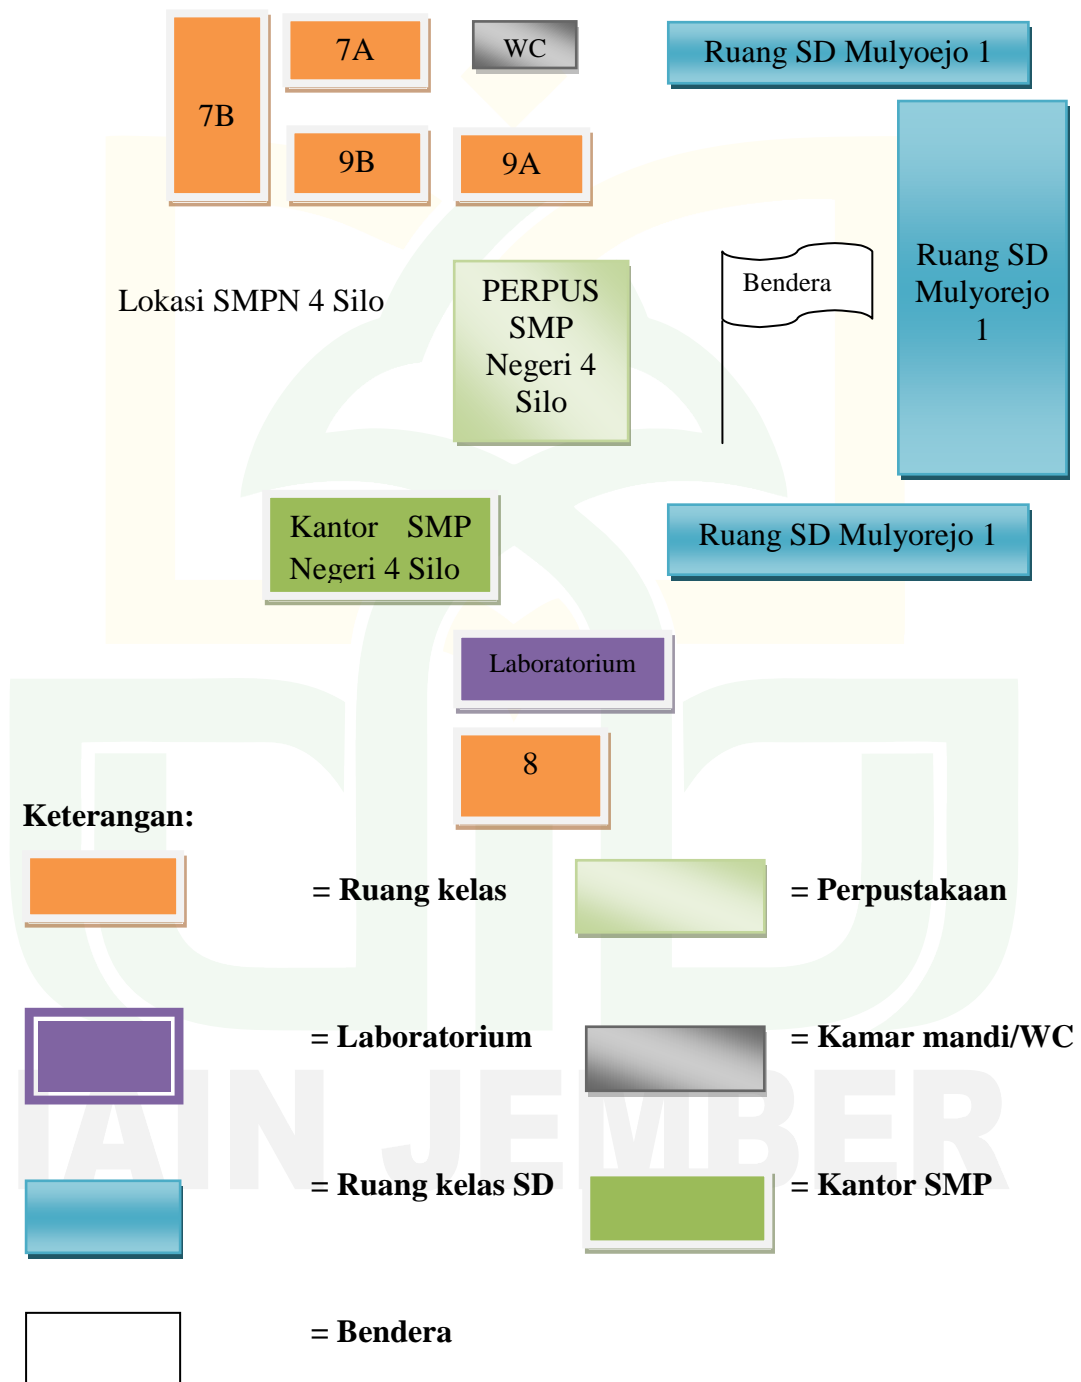 7A
WC
Ruang SD Mulyoejo 1
7B
9B
9A
Lokasi SMPN 4 Silo
PERPUS
SMP
Negeri 4
Silo
Bendera
Ruang SD
Mulyorejo
1
Kantor SMP
Negeri 4 Silo
Ruang SD Mulyorejo 1
Laboratorium
8
Keterangan:
= Ruang kelas
= Perpustakaan
= Laboratorium
= Kamar mandi/WC
IAIN JEMBER
= Ruang kelas SD
= Kantor SMP
= Bendera